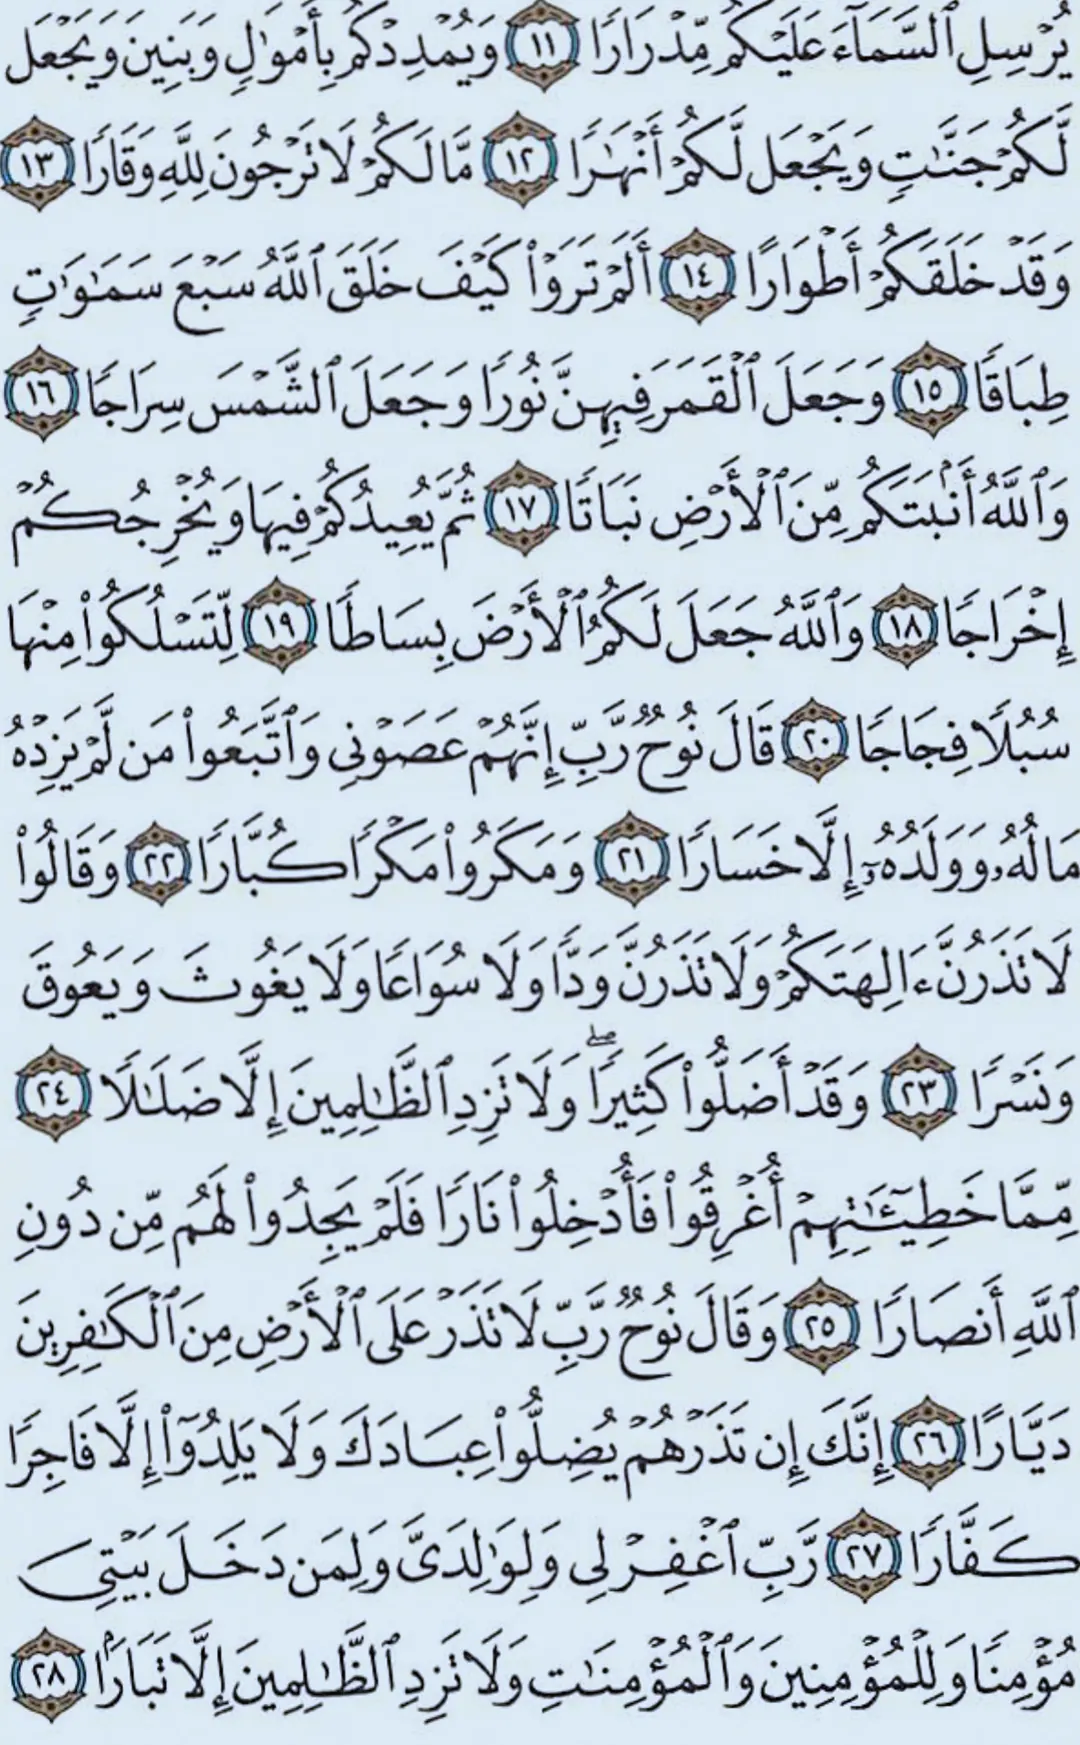 يُرْسِلِ ٱلسَّمَآءَ عَلَيْكُم مِّدْرَارًا ١١ وَيُمْدِدْكُم بِأَمْوَٰلٍ وَبَنِينَ وَيَجْعَل
لَّكُمْ جَنَّٰتٍ وَيَجْعَل لَّكُمْ أَنْهَٰرًا ١٢ مَّا لَكُمْ لَا تَرْجُونَ لِلَّهِ وَقَارًا ١٣
وَقَدْ خَلَقَكُمْ أَطْوَارًا ١٤ أَلَمْ تَرَوْا۟ كَيْفَ خَلَقَ ٱللَّهُ سَبْعَ سَمَٰوَٰتٍ
طِبَاقًا ١٥ وَجَعَلَ ٱلْقَمَرَ فِيهِنَّ نُورًا وَجَعَلَ ٱلشَّمْسَ سِرَاجًا ١٦
وَٱللَّهُ أَنۢبَتَكُم مِّنَ ٱلْأَرْضِ نَبَاتًا ١٧ ثُمَّ يُعِيدُكُمْ فِيهَا وَيُخْرِجُكُمْ
إِخْرَاجًا ١٨ وَٱللَّهُ جَعَلَ لَكُمُ ٱلْأَرْضَ بِسَاطًا ١٩ لِّتَسْلُكُوا۟ مِنْهَا
سُبُلًا فِجَاجًا ٢٠ قَالَ نُوحٌ رَّبِّ إِنَّهُمْ عَصَوْنِى وَٱتَّبَعُوا۟ مَن لَّمْ يَزِدْهُ
مَالُهُۥ وَوَلَدُهُۥٓ إِلَّا خَسَارًا ٢١ وَمَكَرُوا۟ مَكْرًا كُبَّارًا ٢٢ وَقَالُوا۟
لَا تَذَرُنَّ ءَالِهَتَكُمْ وَلَا تَذَرُنَّ وَدًّا وَلَا سُوَاعًا وَلَا يَغُوثَ وَيَعُوقَ
وَنَسْرًا ٢٣ وَقَدْ أَضَلُّوا۟ كَثِيرًا ۖ وَلَا تَزِدِ ٱلظَّٰلِمِينَ إِلَّا ضَلَٰلًا ٢٤
مِّمَّا خَطِيٓـَٰٔتِهِمْ أُغْرِقُوا۟ فَأُدْخِلُوا۟ نَارًا فَلَمْ يَجِدُوا۟ لَهُم مِّن دُونِ
ٱللَّهِ أَنصَارًا ٢٥ وَقَالَ نُوحٌ رَّبِّ لَا تَذَرْ عَلَى ٱلْأَرْضِ مِنَ ٱلْكَٰفِرِينَ
دَيَّارًا ٢٦ إِنَّكَ إِن تَذَرْهُمْ يُضِلُّوا۟ عِبَادَكَ وَلَا يَلِدُوٓا۟ إِلَّا فَاجِرًا
كَفَّارًا ٢٧ رَّبِّ ٱغْفِرْ لِى وَلِوَٰلِدَىَّ وَلِمَن دَخَلَ بَيْتِىَ
مُؤْمِنًا وَلِلْمُؤْمِنِينَ وَٱلْمُؤْمِنَٰتِ وَلَا تَزِدِ ٱلظَّٰلِمِينَ إِلَّا تَبَارًۢا ٢٨